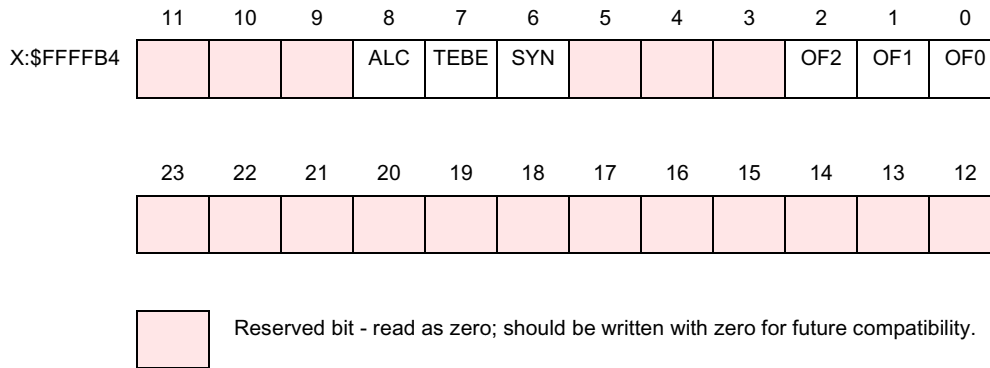 11 10 9 8 7 6 5 4 3 2 1 0
X:$FFFFB4 ALC TEBE SYN OF2 OF1 OF0
23 22 21 20 19 18 17 16 15 14 13 12
Reserved bit - read as zero; should be written with zero for future compatibility.